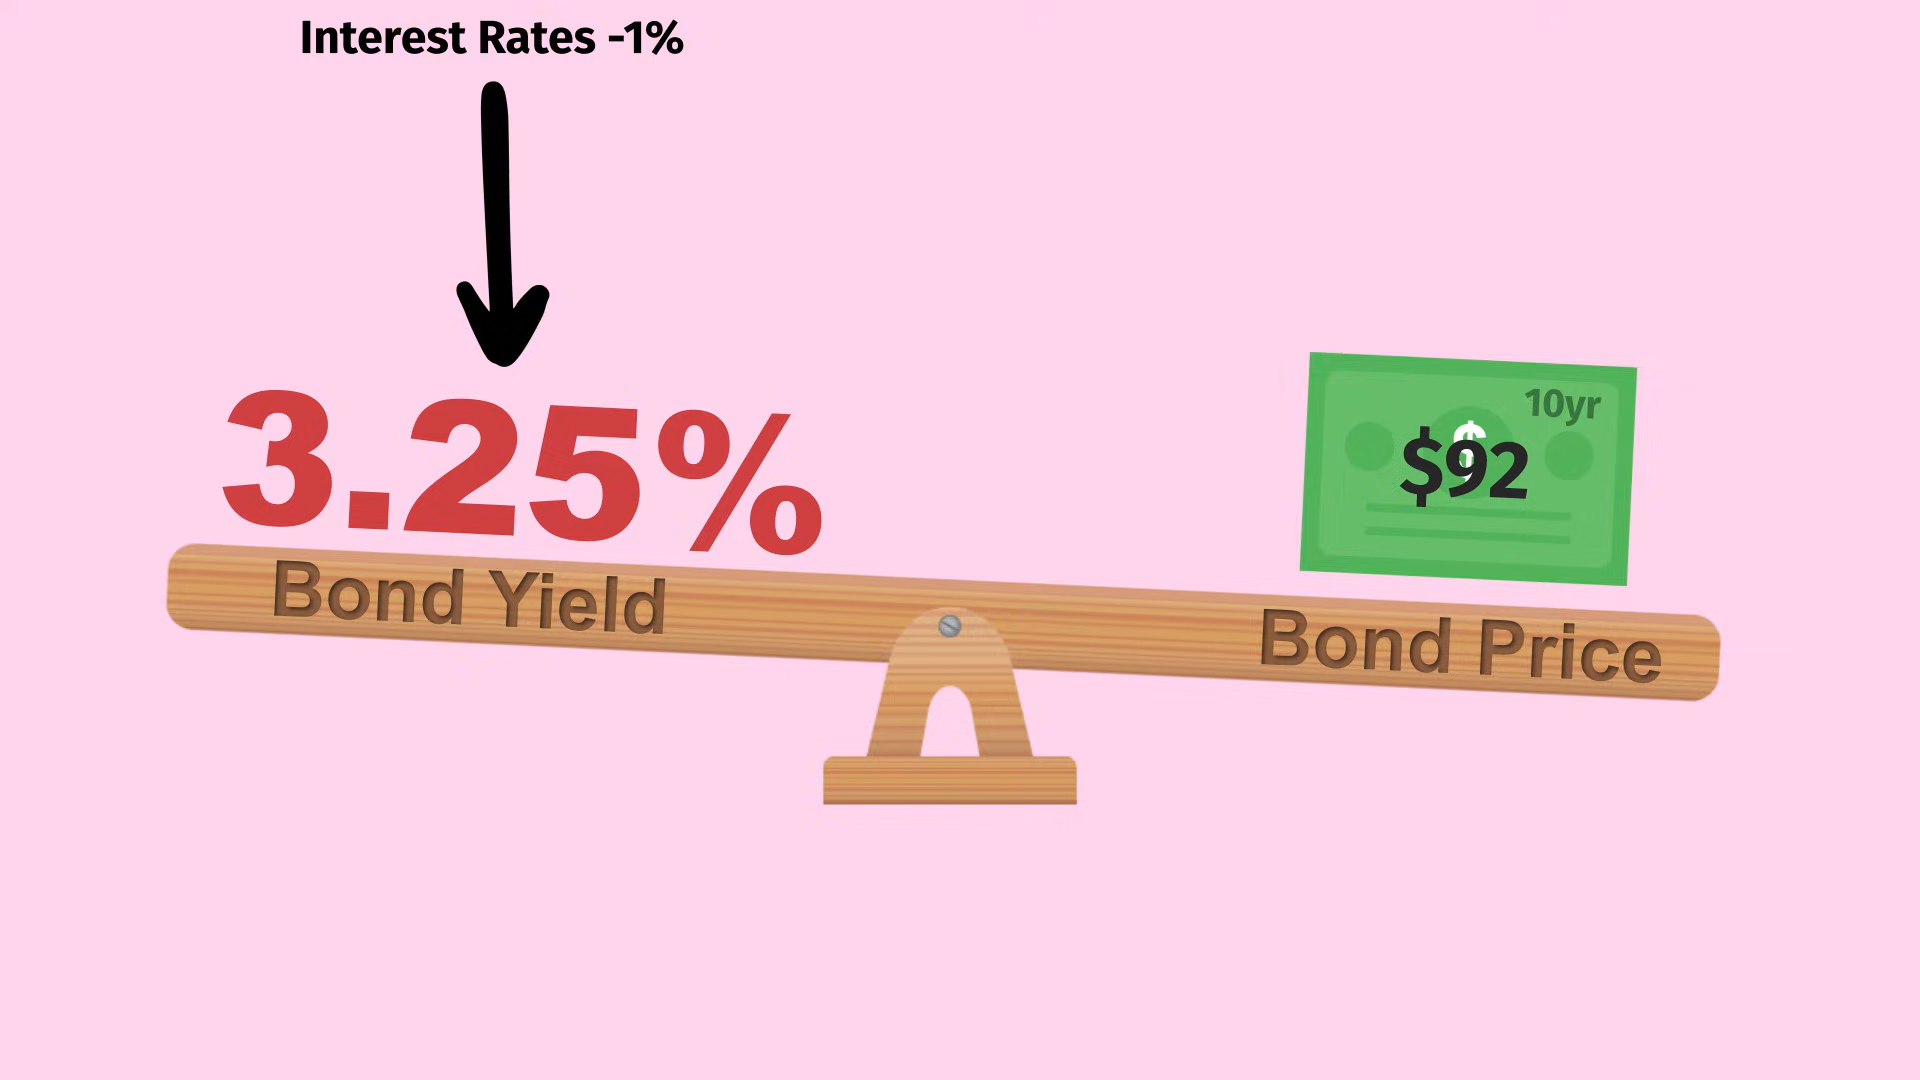 Interest Rates -1%
3.25%
10yr
$
$92
Bond Yield
Bond Price